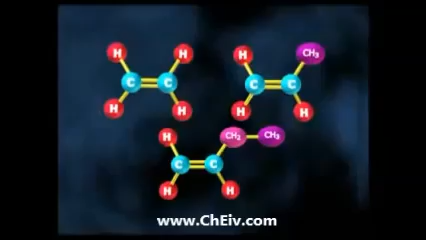 H H H CH₃
C C C C
H H H H
H CH₂ CH₃
C C
H H
www.ChEiv.com